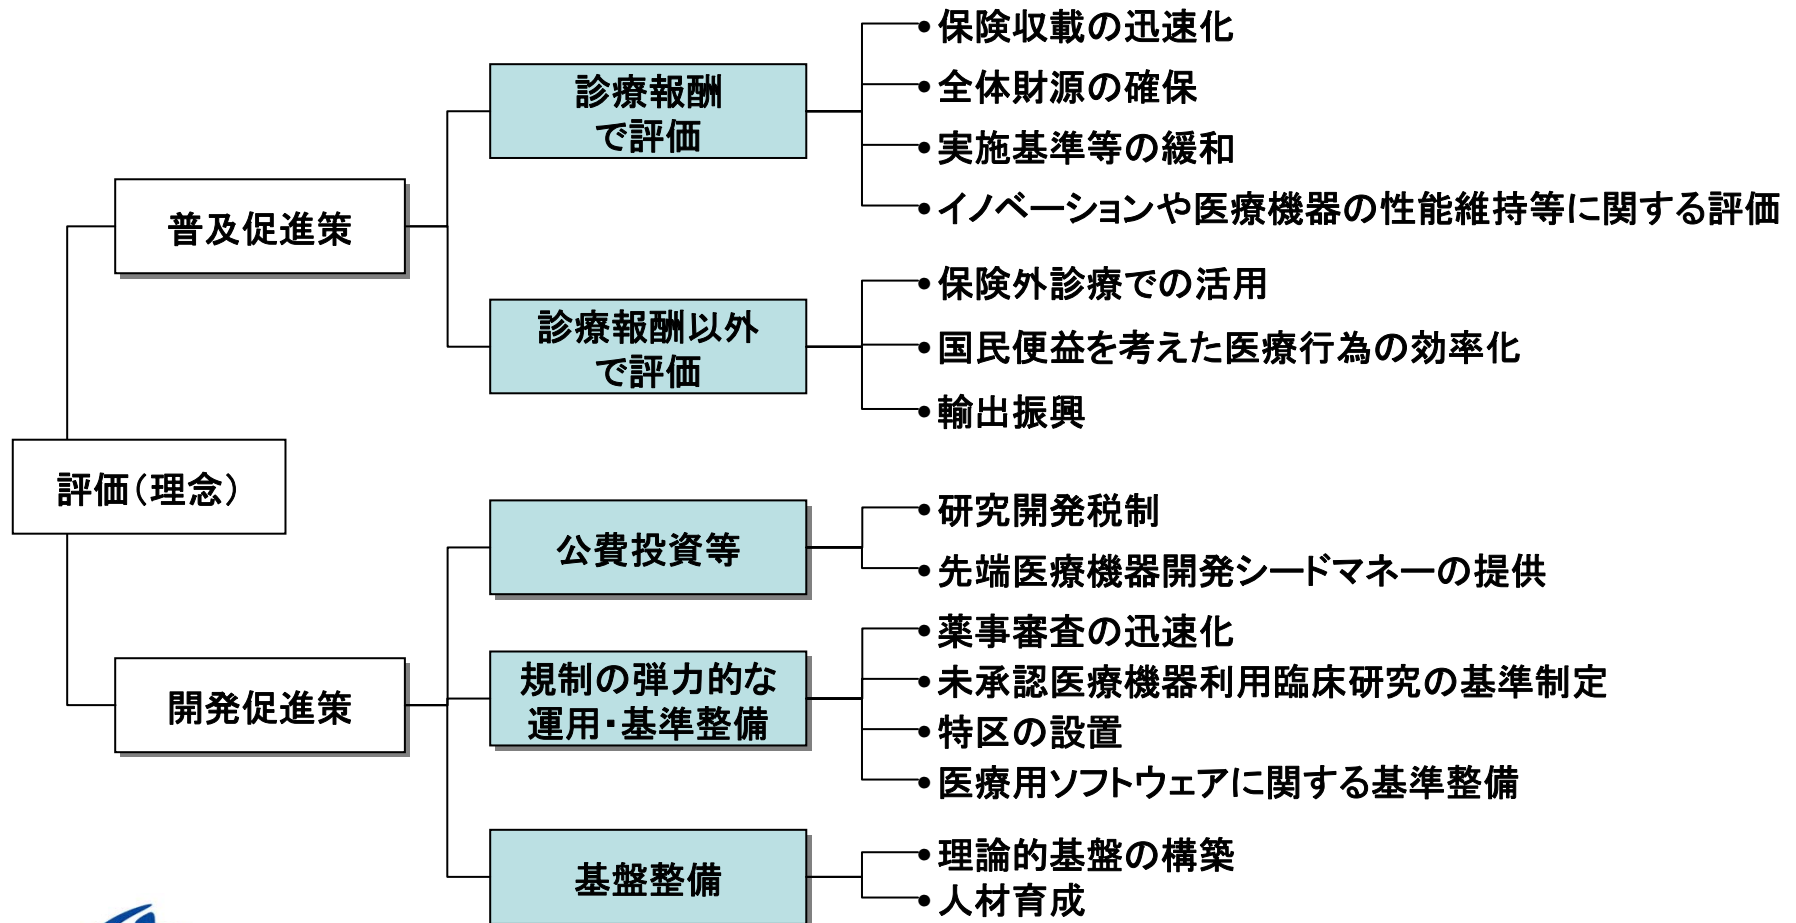 評価（理念）
普及促進策
診療報酬
で評価
・保険収載の迅速化
・全体財源の確保
・実施基準等の緩和
・イノベーションや医療機器の性能維持等に関する評価
診療報酬以外
で評価
・保険外診療での活用
・国民便益を考えた医療行為の効率化
・輸出振興
開発促進策
公費投資等
・研究開発税制
・先端医療機器開発シードマネーの提供
規制の弾力的な
運用・基準整備
・薬事審査の迅速化
・未承認医療機器利用臨床研究の基準制定
・特区の設置
・医療用ソフトウェアに関する基準整備
基盤整備
・理論的基盤の構築
・人材育成